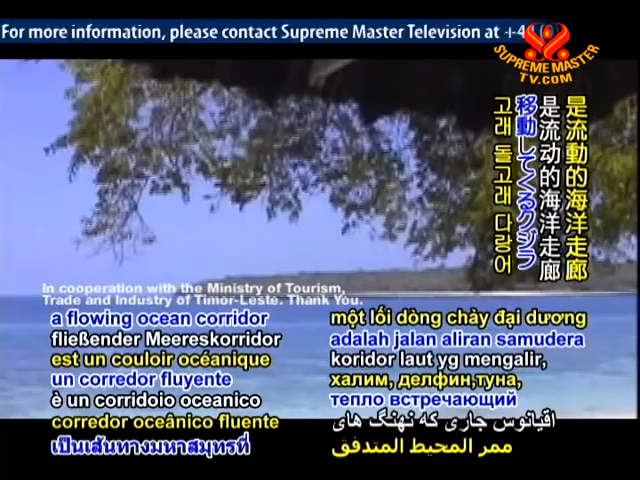 For more information, please contact Supreme Master Television at +4
SUPREME MASTER
TV.COM
是流動的海洋走廊
是流动的海洋走廊
移動してくるクジラ
고래 돌고래 다랑어
In cooperation with the Ministry of Tourism,
Trade and Industry of Timor-Leste. Thank You.
a flowing ocean corridor
fließender Meereskorridor
est un couloir océanique
un corredor fluyente
è un corridoio oceanico
corredor oceânico fluente
เป็นเส้นทางมหาสมุทรที่
một lối dòng chảy đại dương
adalah jalan aliran samudera
koridor laut yg mengalir,
халим, делфин,туна,
тепло встречающий
اقیانوس جاری که نهنگ های
ممر المحيط المتدفق